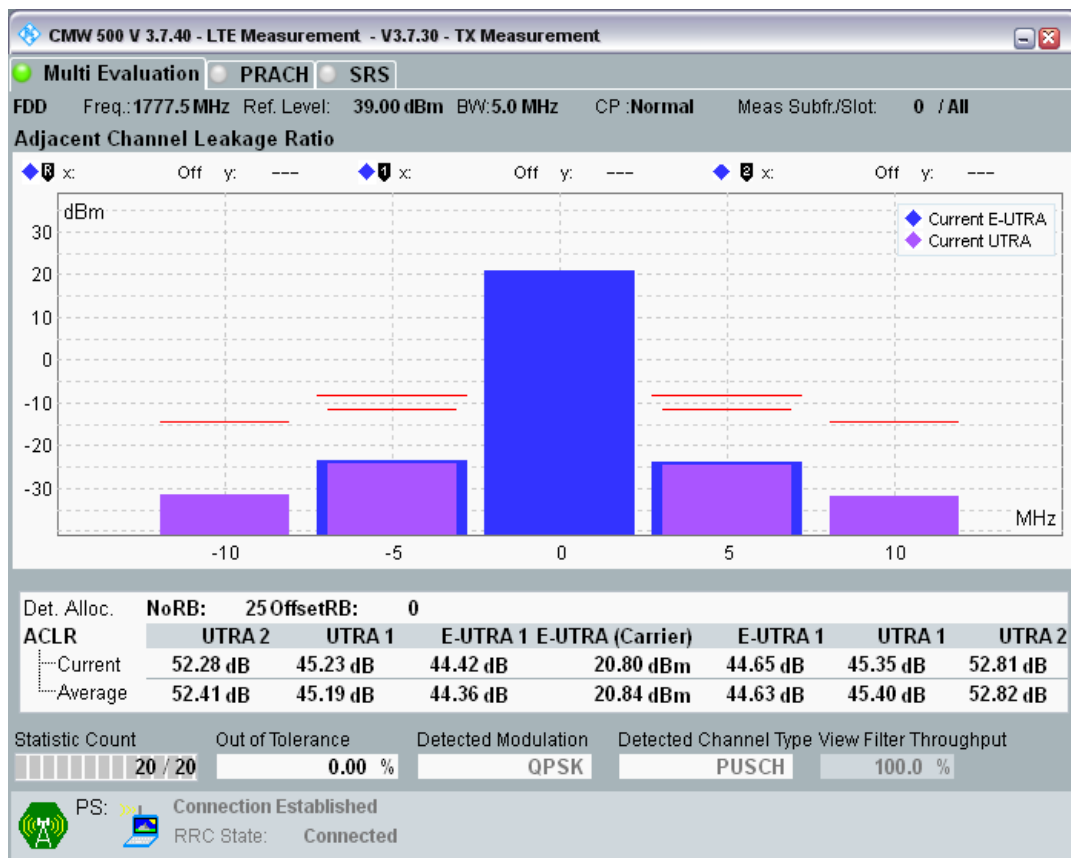 CMW 500 V 3.7.40 - LTE Measurement - V3.7.30 - TX Measurement
Multi Evaluation PRACH SRS
FDD Freq.:1777.5 MHz Ref. Level: 39.00 dBm BW:5.0 MHz CP :Normal Meas Subfr./Slot: 0 / All
Adjacent Channel Leakage Ratio
R x: Off y: --- 1 x: Off y: --- 2 x: Off y: ---
dBm
Current E-UTRA
Current UTRA
30
20
10
0
-10
-20
-30
MHz
-10 -5 0 5 10
Det. Alloc. NoRB: 25 OffsetRB: 0
ACLR UTRA 2 UTRA 1 E-UTRA 1 E-UTRA (Carrier) E-UTRA 1 UTRA 1 UTRA 2
Current 52.28 dB 45.23 dB 44.42 dB 20.80 dBm 44.65 dB 45.35 dB 52.81 dB
Average 52.41 dB 45.19 dB 44.36 dB 20.84 dBm 44.63 dB 45.40 dB 52.82 dB
Statistic Count Out of Tolerance Detected Modulation Detected Channel Type View Filter Throughput
20 / 20 0.00 % QPSK PUSCH 100.0 %
PS: Connection Established
RRC State: Connected